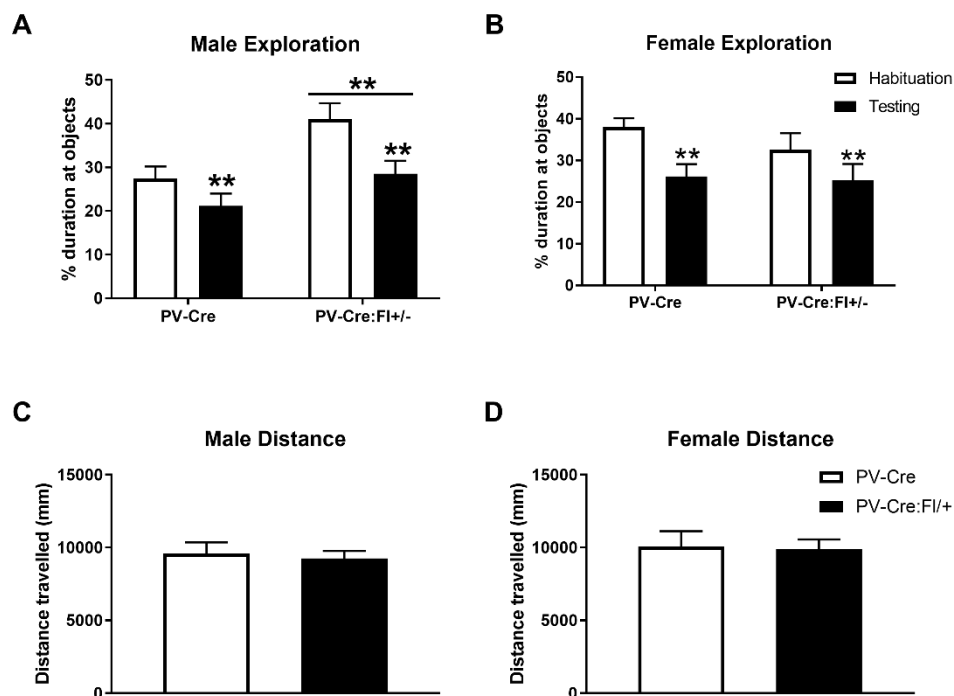 A
Male Exploration
% duration at objects
50
40
30
20
10
0
**
**
**
PV-Cre
PV-Cre:Fl+/-
B
Female Exploration
% duration at objects
50
40
30
20
10
0
**
**
Habituation
Testing
PV-Cre
PV-Cre:Fl+/-
C
Male Distance
Distance travelled (mm)
15000
10000
5000
0
D
Female Distance
Distance travelled (mm)
15000
10000
5000
0
PV-Cre
PV-Cre:Fl/+